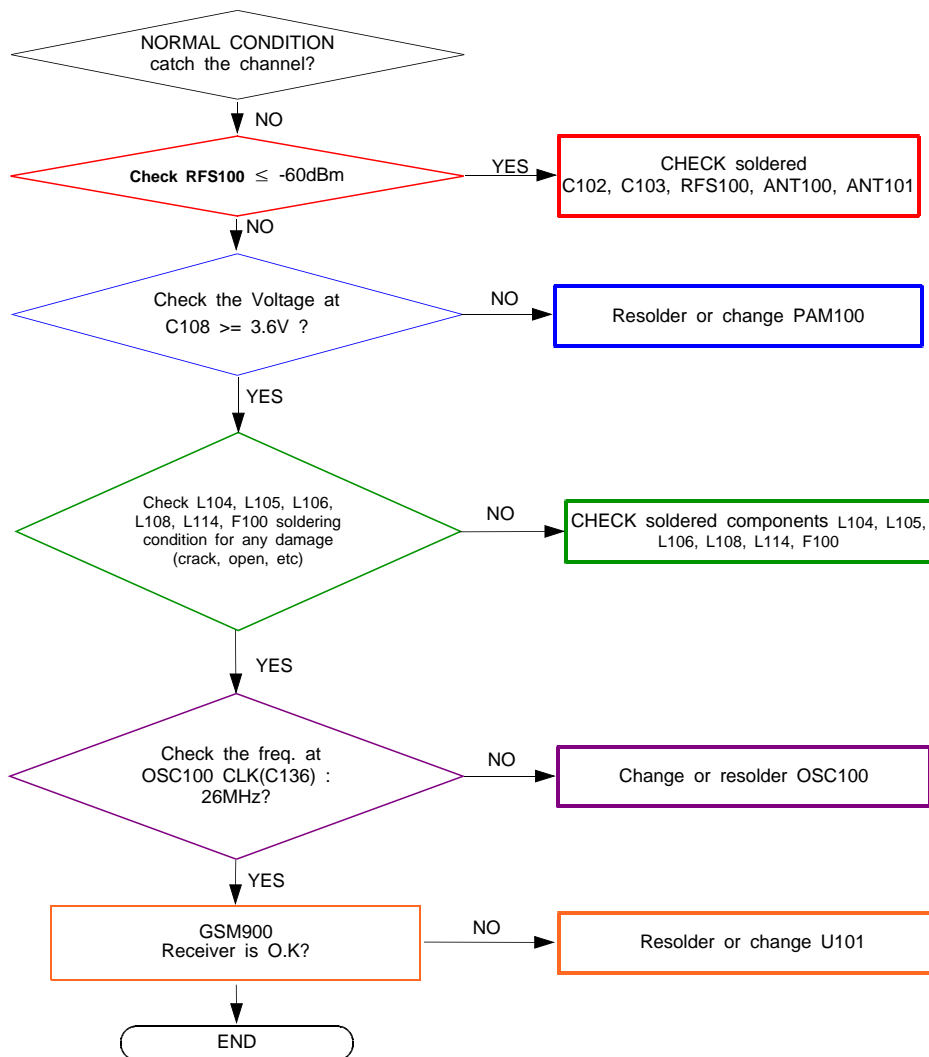 NORMAL CONDITION
catch the channel?
NO
Check RFS100 ≤ -60dBm
YES
CHECK soldered
C102, C103, RFS100, ANT100, ANT101
NO
Check the Voltage at
C108 >= 3.6V ?
NO
Resolder or change PAM100
YES
Check L104, L105, L106,
L108, L114, F100 soldering
condition for any damage
(crack, open, etc)
NO
CHECK soldered components L104, L105,
L106, L108, L114, F100
YES
Check the freq. at
OSC100 CLK(C136) :
26MHz?
NO
Change or resolder OSC100
YES
GSM900
Receiver is O.K?
NO
Resolder or change U101
END